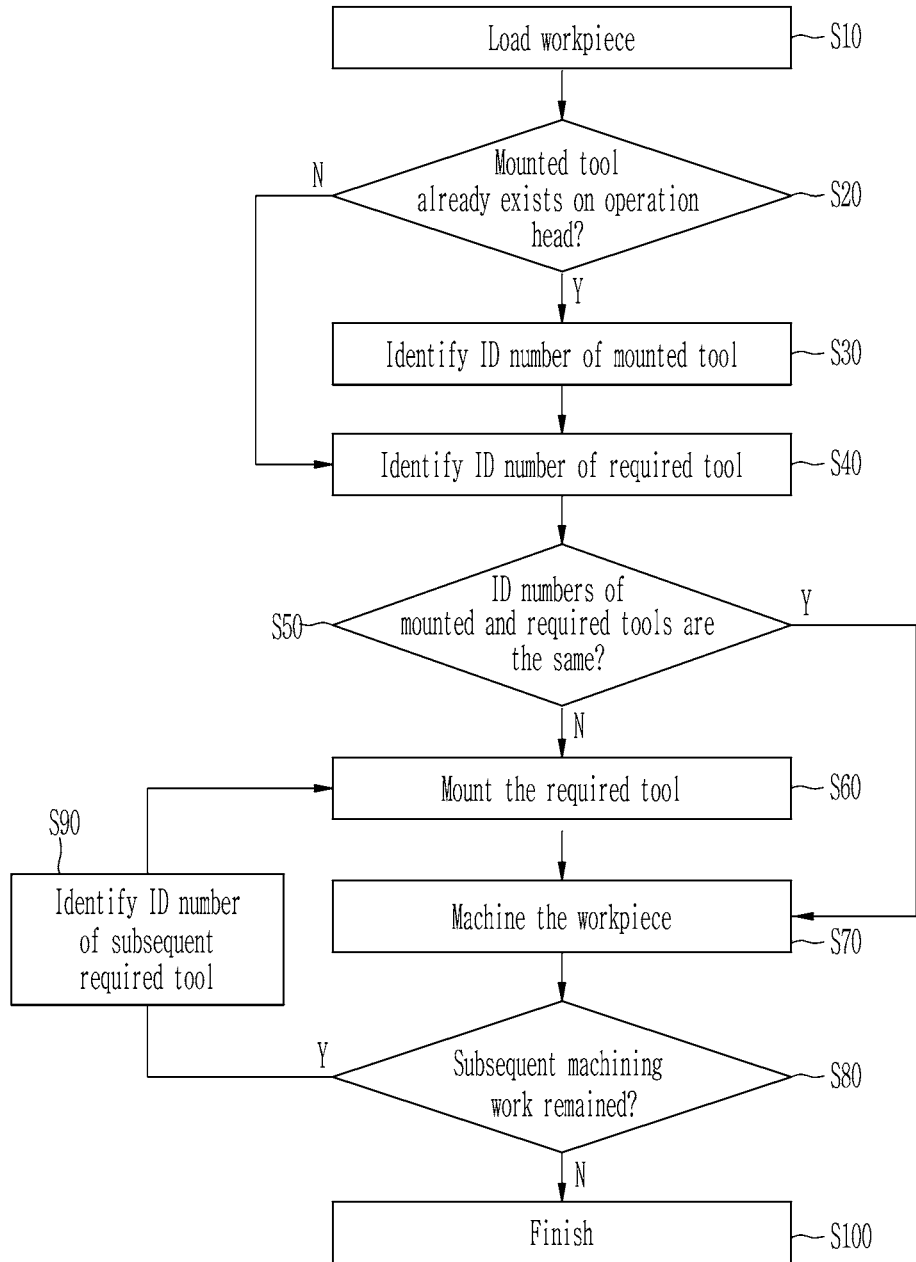 Load workpiece
S10
Mounted tool
already exists on operation
head?
S20
N
Y
Identify ID number of mounted tool
S30
Identify ID number of required tool
S40
ID numbers of
mounted and required tools are
the same?
S50
Y
N
Mount the required tool
S60
S90
Identify ID number
of subsequent
required tool
Machine the workpiece
S70
Y
Subsequent machining
work remained?
S80
N
Finish
S100